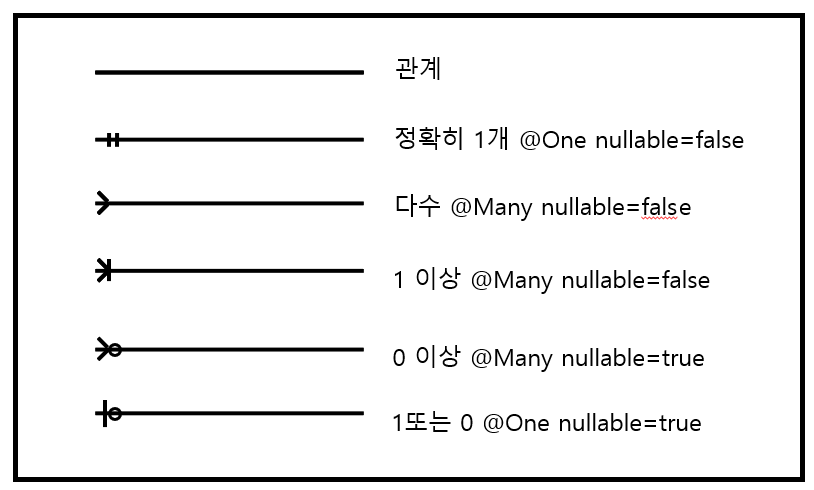 관계
정확히 1개 @One nullable=false
다수 @Many nullable=false
1 이상 @Many nullable=false
0 이상 @Many nullable=true
1또는 0 @One nullable=true